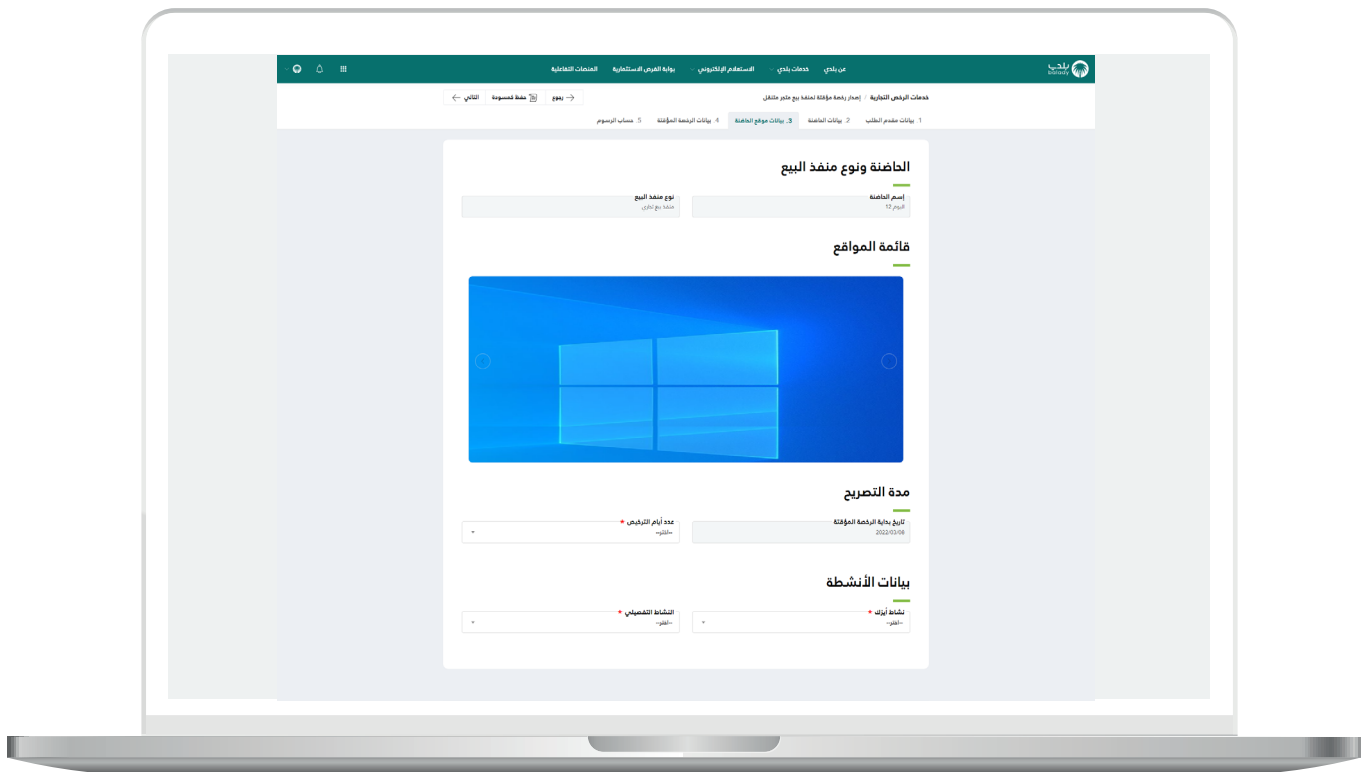 بلدي
balady
عن بلدي خدمات بلدي الاستعلام الإلكتروني بوابة الفرص الاستثمارية المنصات التفاعلية
خدمات الرخص التجارية / إصدار رخصة مؤقتة لمنفذ بيع متجر متنقل
رجوع حفظ كمسودة التالي
1. بيانات مقدم الطلب 2. بيانات الحاضنة 3. بيانات موقع الحاضنة 4. بيانات الرخصة المؤقتة 5. حساب الرسوم
الحاضنة ونوع منفذ البيع
إسم الحاضنة نوع منفذ البيع
اليوم 12 منفذ بيع تجاري
قائمة المواقع
مدة التصريح
تاريخ بداية الرخصة المؤقتة عدد أيام الترخيص *
2022/03/08 --اختر--
بيانات الأنشطة
نشاط أيزك * النشاط التفصيلي *
--اختر-- --اختر--